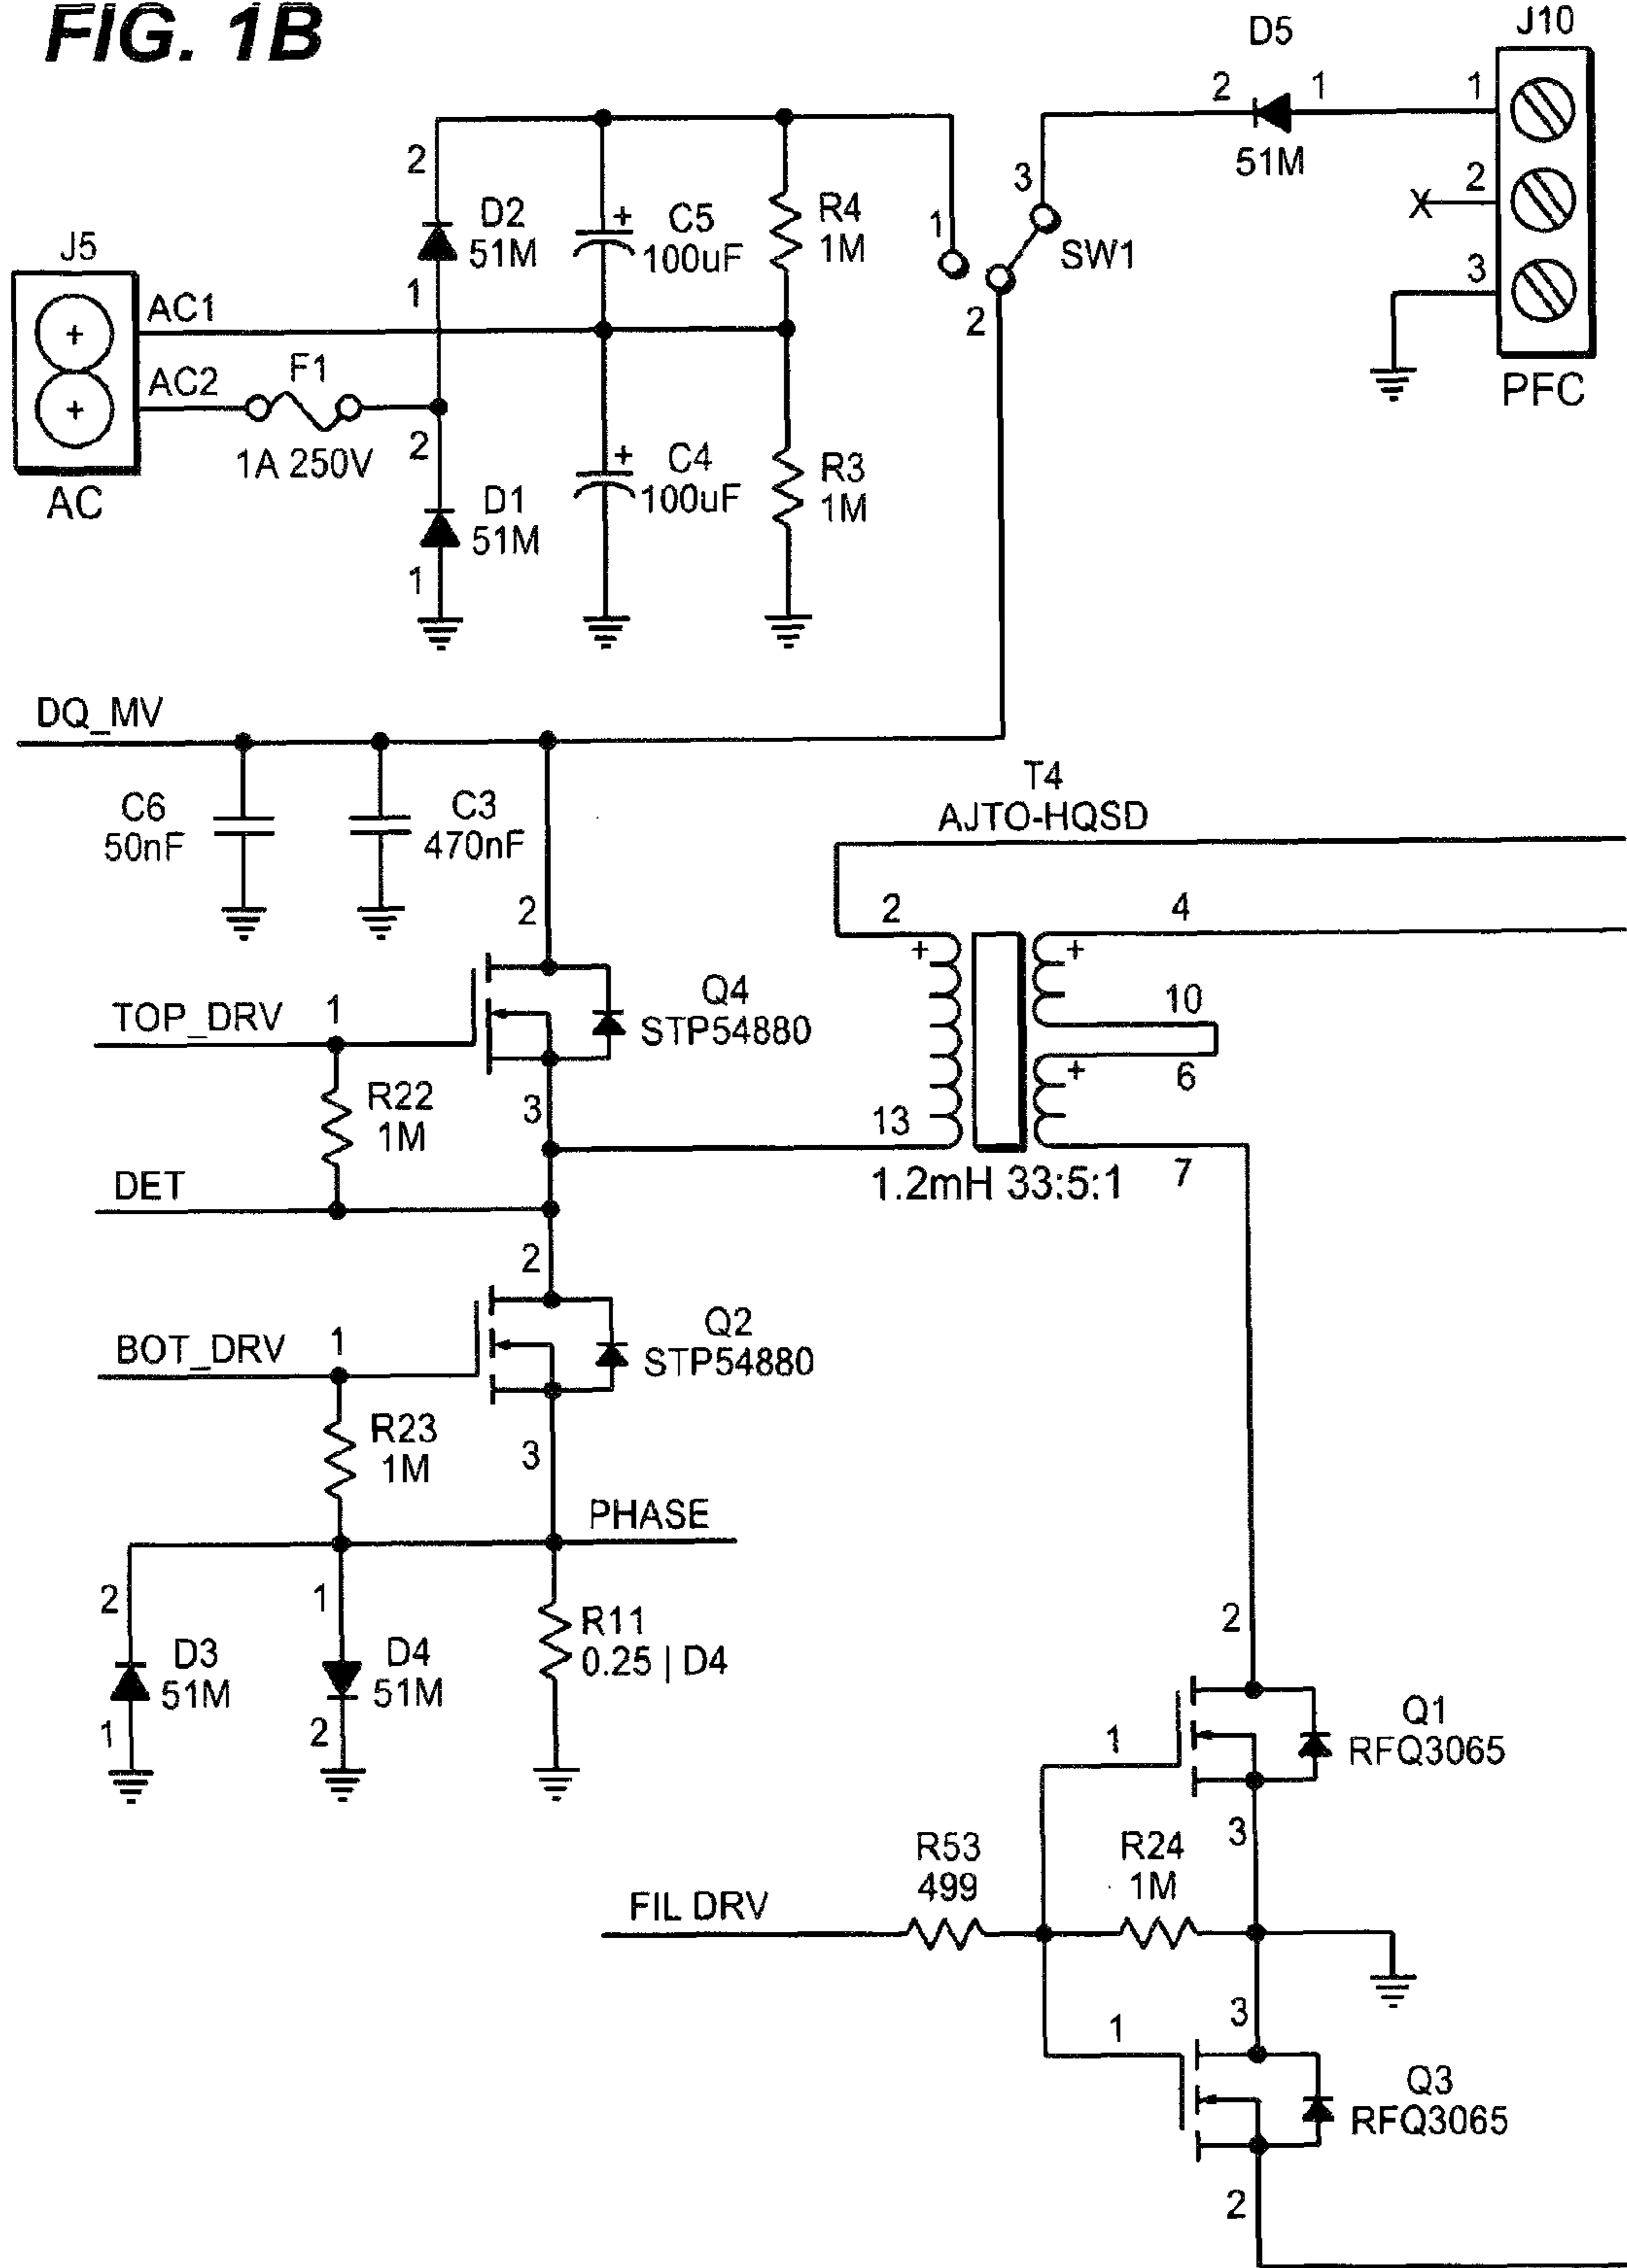 FIG. 1B
D5
J10
2
1
1
51M
2
X
3
PFC
2
D2
51M
1
C5
100uF
+
R4
1M
1
3
SW1
2
J5
AC1
AC2
+
+
AC
F1
1A 250V
2
D1
51M
1
+
C4
100uF
R3
1M
DQ_MV
C6
50nF
C3
470nF
2
T4
AJTO-HQSD
2
4
+
+
10
+
6
13
7
1.2mH 33:5:1
TOP_DRV
1
Q4
STP54880
R22
1M
3
DET
2
BOT_DRV
1
Q2
STP54880
R23
1M
3
PHASE
2
1
D3
51M
D4
51M
R11
0.25 | D4
1
2
2
1
Q1
RFQ3065
3
R53
499
R24
1M
FIL DRV
3
1
Q3
RFQ3065
2